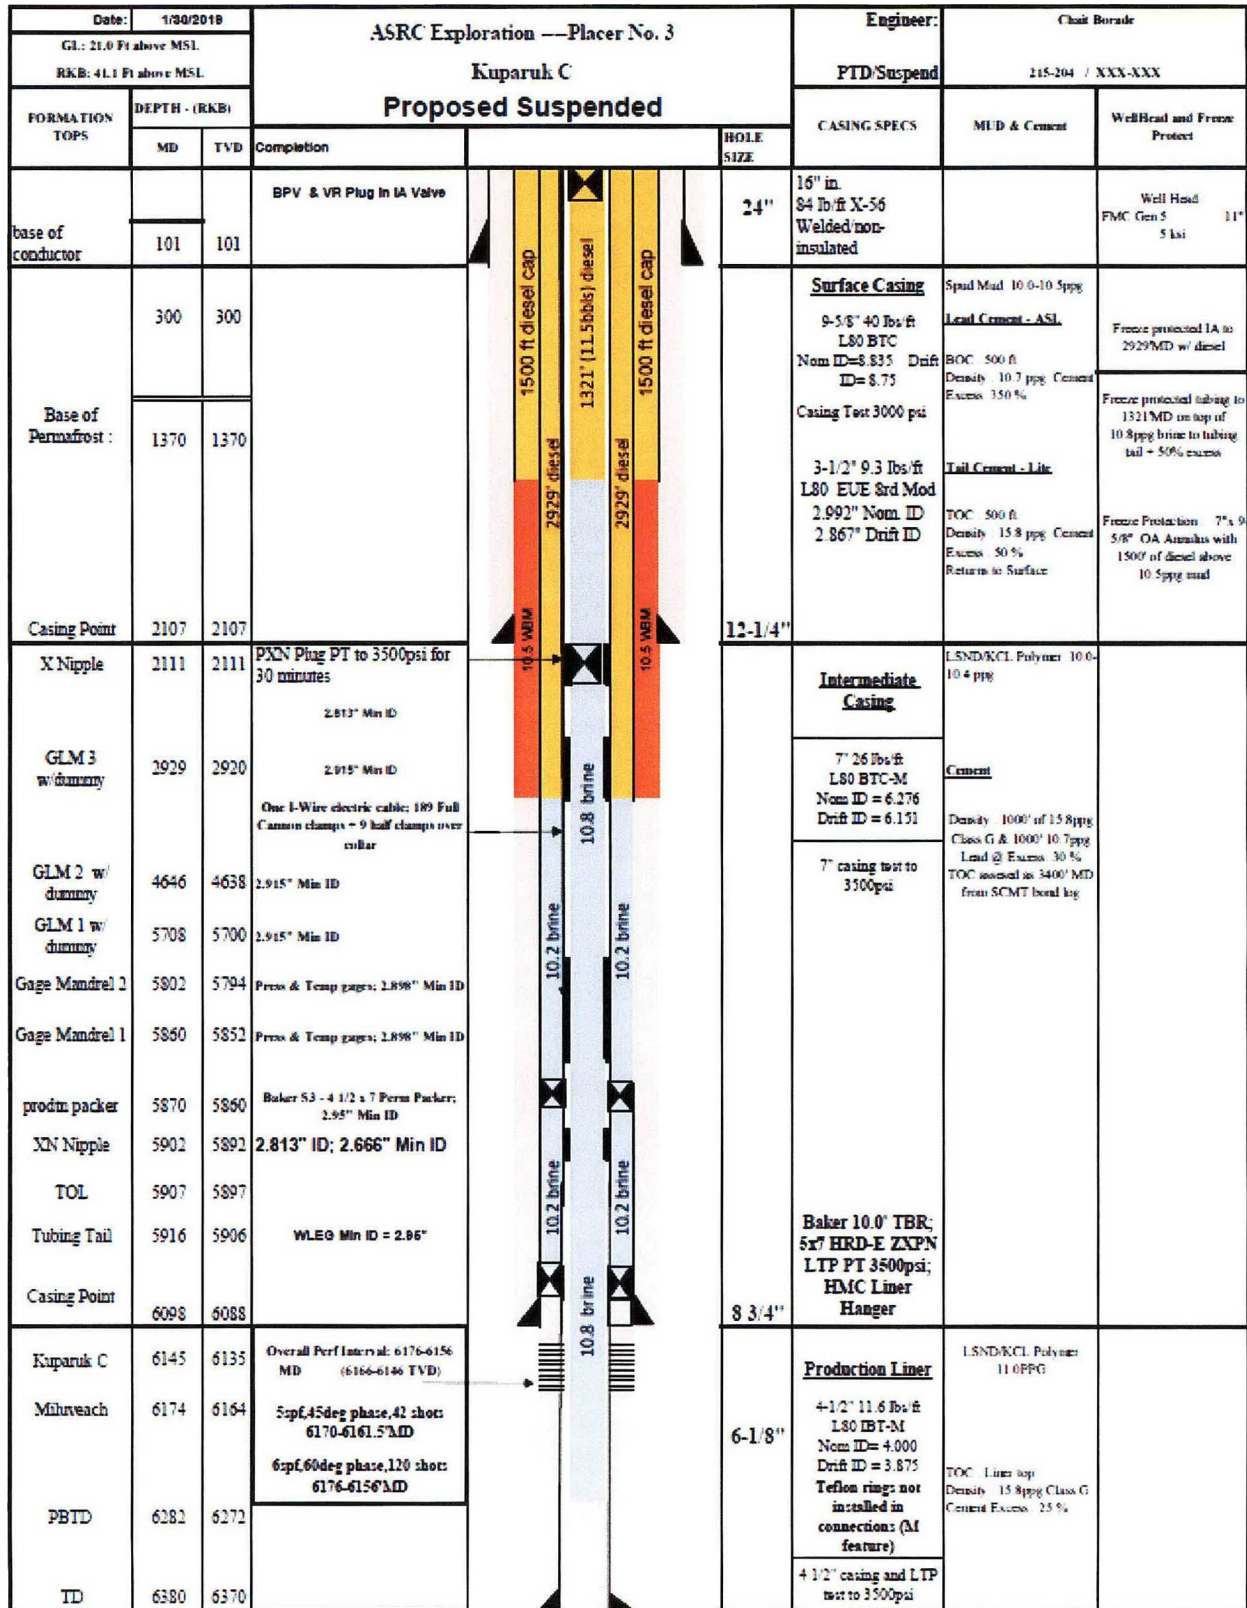 Date: 1/30/2019
GL: 21.0 Ft above MSL
RKB: 41.1 Ft above MSL
ASRC Exploration ---Placer No. 3
Kuparuk C
Proposed Suspended
Engineer: Chait Borade
PTD/Suspend 215-204 / XXX-XXX
FORMATION TOPS
DEPTH - (RKB)
MD TVD Completion
HOLE SIZE
CASING SPECS
MUD & Cement
WellHead and Freeze Protect
BPV & VR Plug in IA Valve
base of conductor 101 101
24"
16" in.
84 lb/ft X-56
Welded/non-
insulated
Well Head
FMC Gen 5 11"
5 ksi
300 300
Base of
Permafrost : 1370 1370
Casing Point 2107 2107
12-1/4"
Surface Casing
9-5/8" 40 lbs/ft
L80 BTC
Nom ID=8.835 Drift
ID= 8.75
Casing Test 3000 psi
3-1/2" 9.3 lbs/ft
L80 EUE 8rd Mod
2.992" Nom. ID
2.867" Drift ID
Spud Mud 10.0-10.5ppg
Lead Cement - ASL
BOC 500 ft
Density 10.7 ppg Cement
Excess 350 %
Tail Cement - Lite
TOC 500 ft
Density 15.8 ppg Cement
Excess 50 %
Returns to Surface
Freeze protected IA to
2929'MD w/ diesel
Freeze protected tubing to
1321'MD on top of
10.8ppg brine to tubing
tail + 50% excess
Freeze Protection 7" x 9-
5/8" OA Annulus with
1500' of diesel above
10.5ppg mud
1500 ft diesel cap
2929' diesel
1321' (11.5bbls) diesel
2929' diesel
1500 ft diesel cap
10.5 WBM
10.5 WBM
X Nipple 2111 2111
PXN Plug PT to 3500psi for
30 minutes
2.813" Min ID
GLM 3
w/dummy 2929 2920
2.915" Min ID
One I-Wire electric cable; 189 Full
Cannon clamps + 9 half clamps over
collar
GLM 2 w/
dummy 4646 4638 2.915" Min ID
GLM 1 w/
dummy 5708 5700 2.915" Min ID
Gage Mandrel 2 5802 5794 Press & Temp gages; 2.898" Min ID
Gage Mandrel 1 5860 5852 Press & Temp gages; 2.898" Min ID
prodtn packer 5870 5860 Baker S3 - 4 1/2 x 7 Perm Packer;
2.95" Min ID
XN Nipple 5902 5892 2.813" ID; 2.666" Min ID
TOL 5907 5897
Tubing Tail 5916 5906 WLEG Min ID = 2.95"
Casing Point
6098 6088
8 3/4"
10.8 brine
10.2 brine
10.2 brine
10.2 brine
10.2 brine
10.8 brine
Intermediate
Casing
7" 26 lbs/ft
L80 BTC-M
Nom ID = 6.276
Drift ID = 6.151
7" casing test to
3500psi
Baker 10.0' TBR;
5x7 HRD-E ZXPN
LTP PT 3500psi;
HMC Liner
Hanger
LSND/KCL Polymer 10.0-
10.4 ppg
Cement
Density 1000' of 15.8ppg
Class G & 1000' 10.7ppg
Lead @ Excess 30 %
TOC assesed as 3400' MD
from SCMT bond log
Kuparuk C 6145 6135
Miluveach 6174 6164
PBTD 6282 6272
TD 6380 6370
Overall Perf Interval: 6176-6156
MD (6166-6146 TVD)
5spf,45deg phase,42 shots
6170-6161.5'MD
6spf,60deg phase,120 shots
6176-6156'MD
6-1/8"
Production Liner
4-1/2" 11.6 lbs/ft
L80 IBT-M
Nom ID= 4.000
Drift ID = 3.875
Teflon rings not
installed in
connections (M
feature)
4 1/2" casing and LTP
test to 3500psi
LSND/KCL Polymer
11.0PPG
TOC Liner top
Density 15.8ppg Class G
Cement Excess 25 %